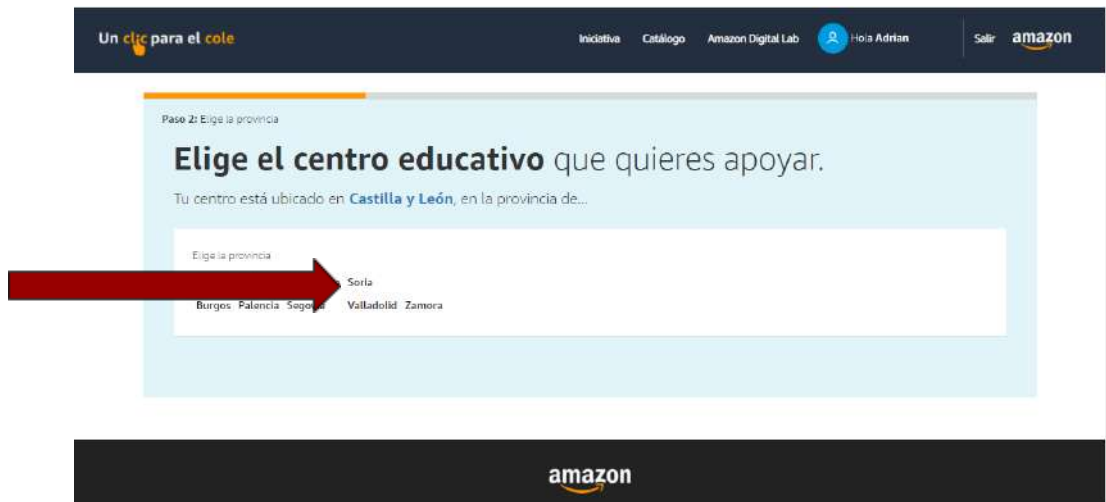 Un clic para el cole
Iniciativa Catálogo Amazon Digital Lab Hola Adrian Salir amazon
Paso 2: Elige la provincia
Elige el centro educativo que quieres apoyar.
Tu centro está ubicado en Castilla y León, en la provincia de...
Elige la provincia
Soria
Burgos Palencia Valladolid Zamora
amazon